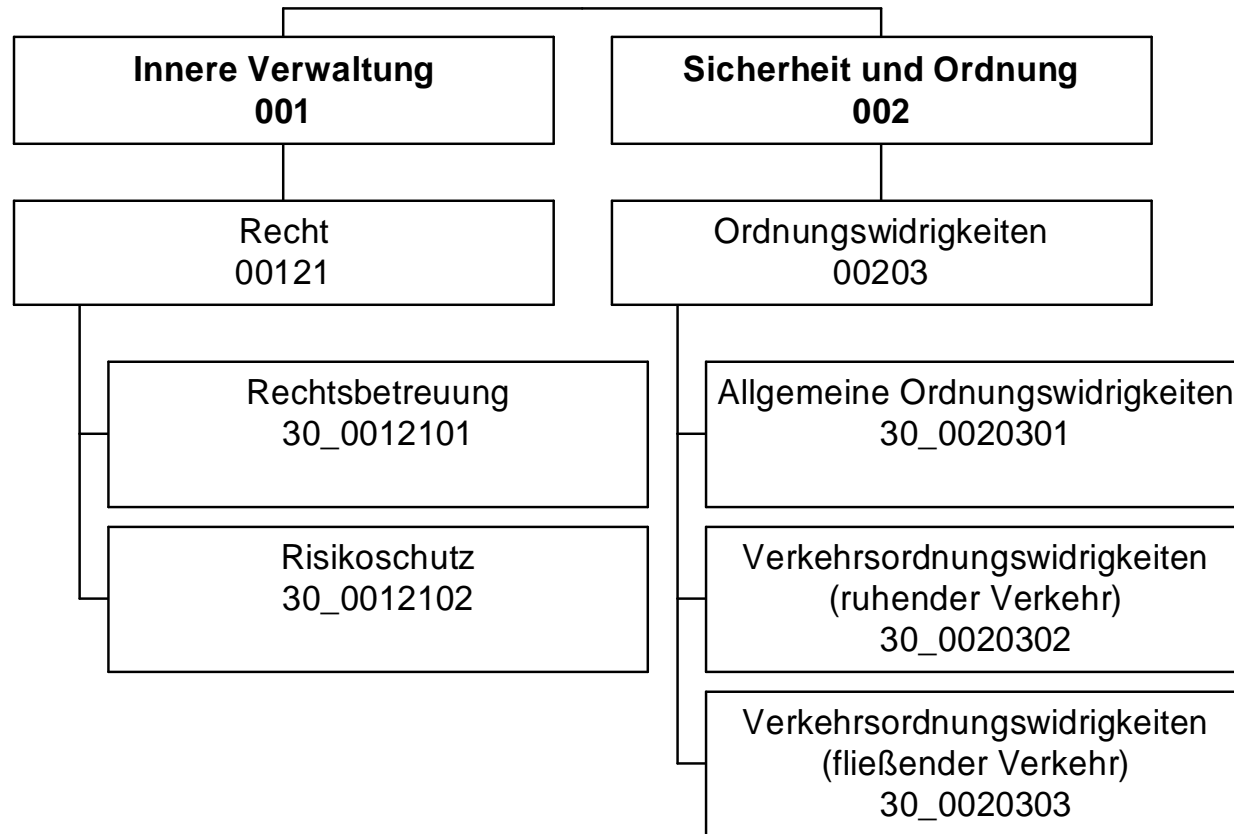 Innere Verwaltung
001
Sicherheit und Ordnung
002
Recht
00121
Ordnungswidrigkeiten
00203
Rechtsbetreuung
30_0012101
Risikoschutz
30_0012102
Allgemeine Ordnungswidrigkeiten
30_0020301
Verkehrsordnungswidrigkeiten
(ruhender Verkehr)
30_0020302
Verkehrsordnungswidrigkeiten
(fließender Verkehr)
30_0020303